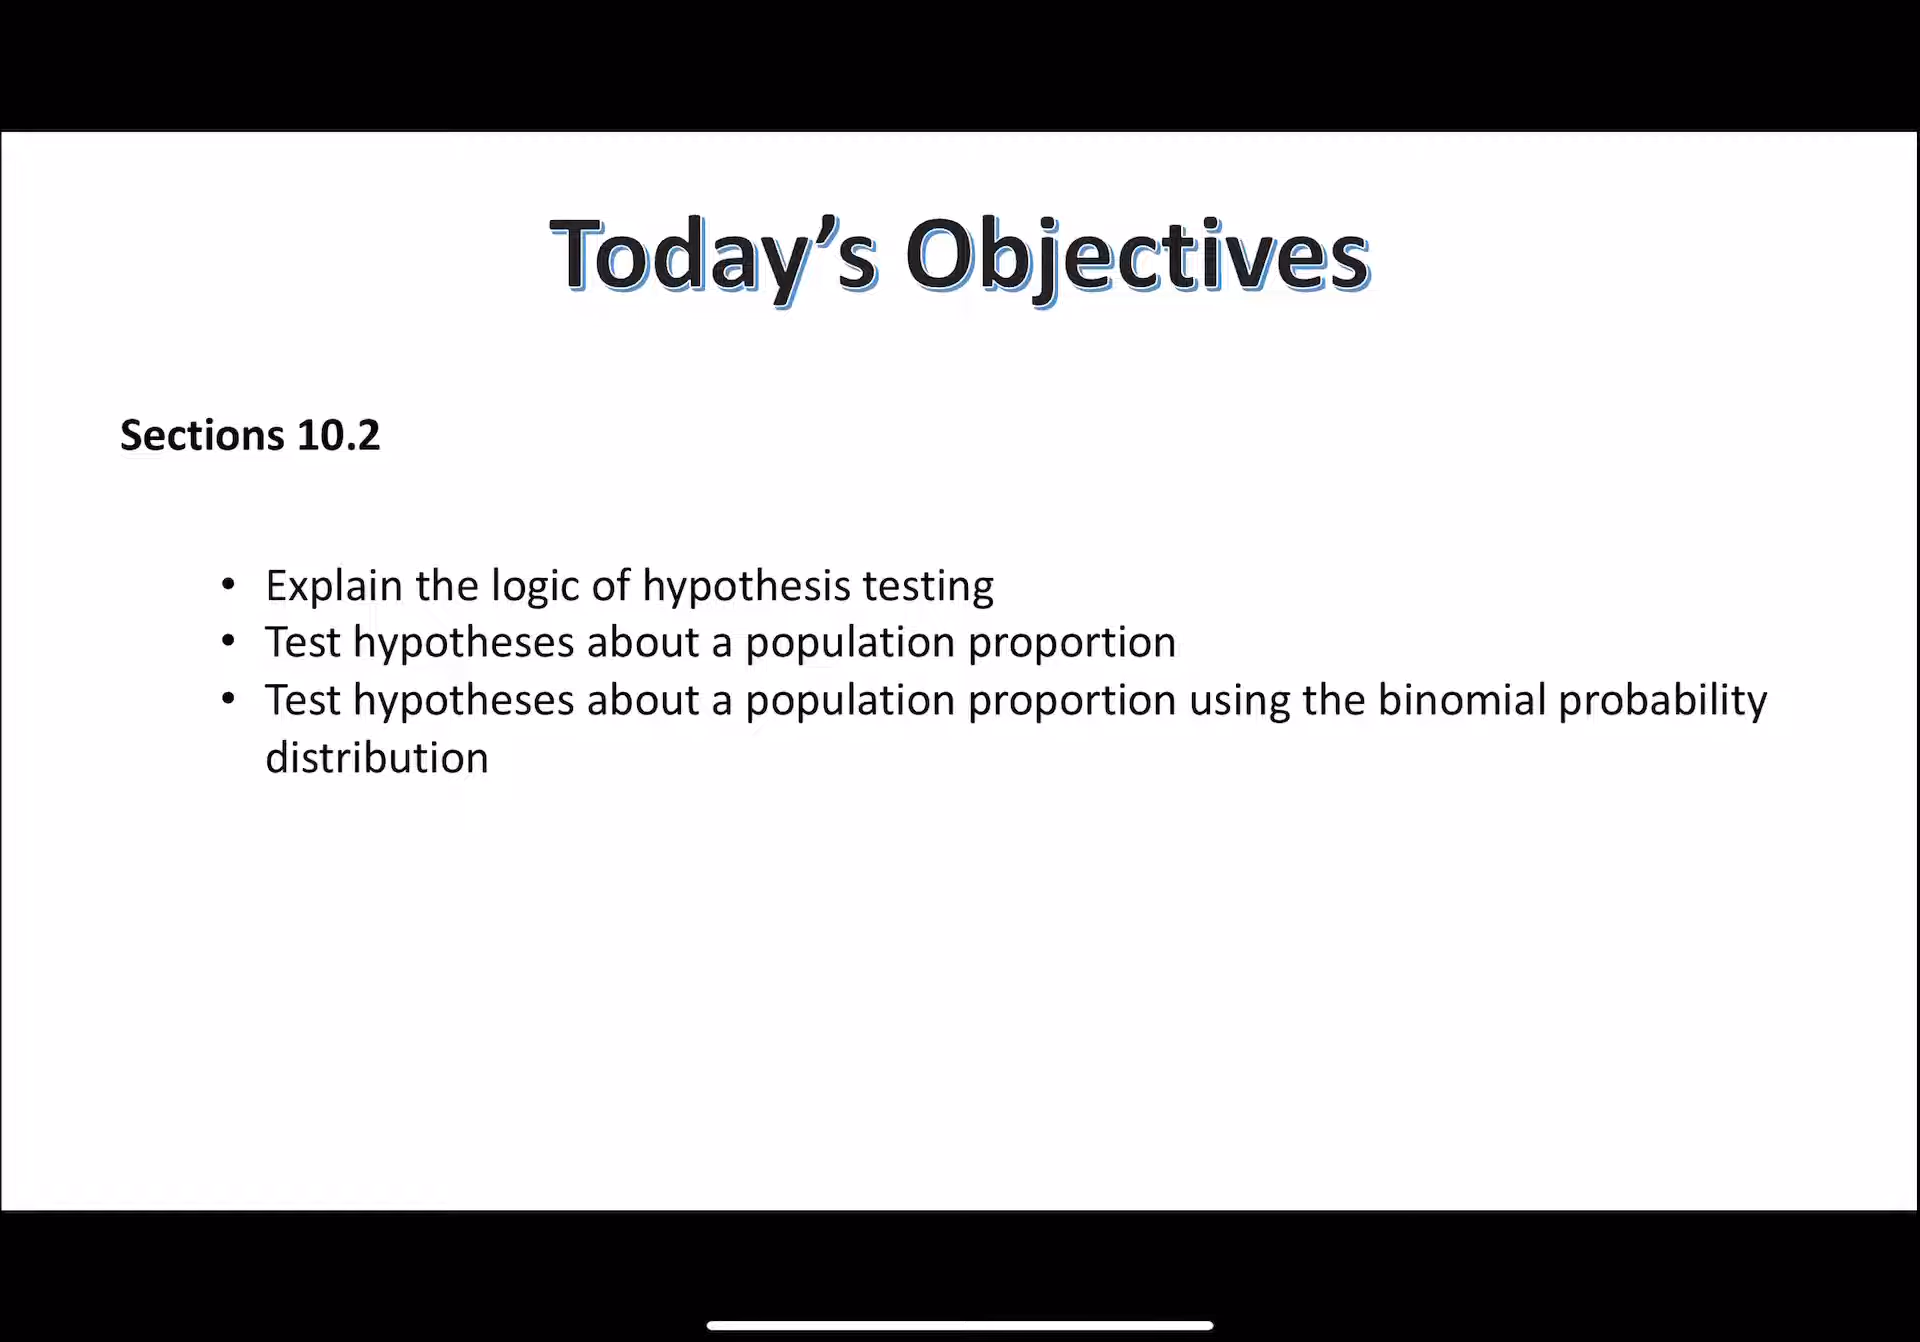 Today’s Objectives
Sections 10.2
• Explain the logic of hypothesis testing
• Test hypotheses about a population proportion
• Test hypotheses about a population proportion using the binomial probability
distribution